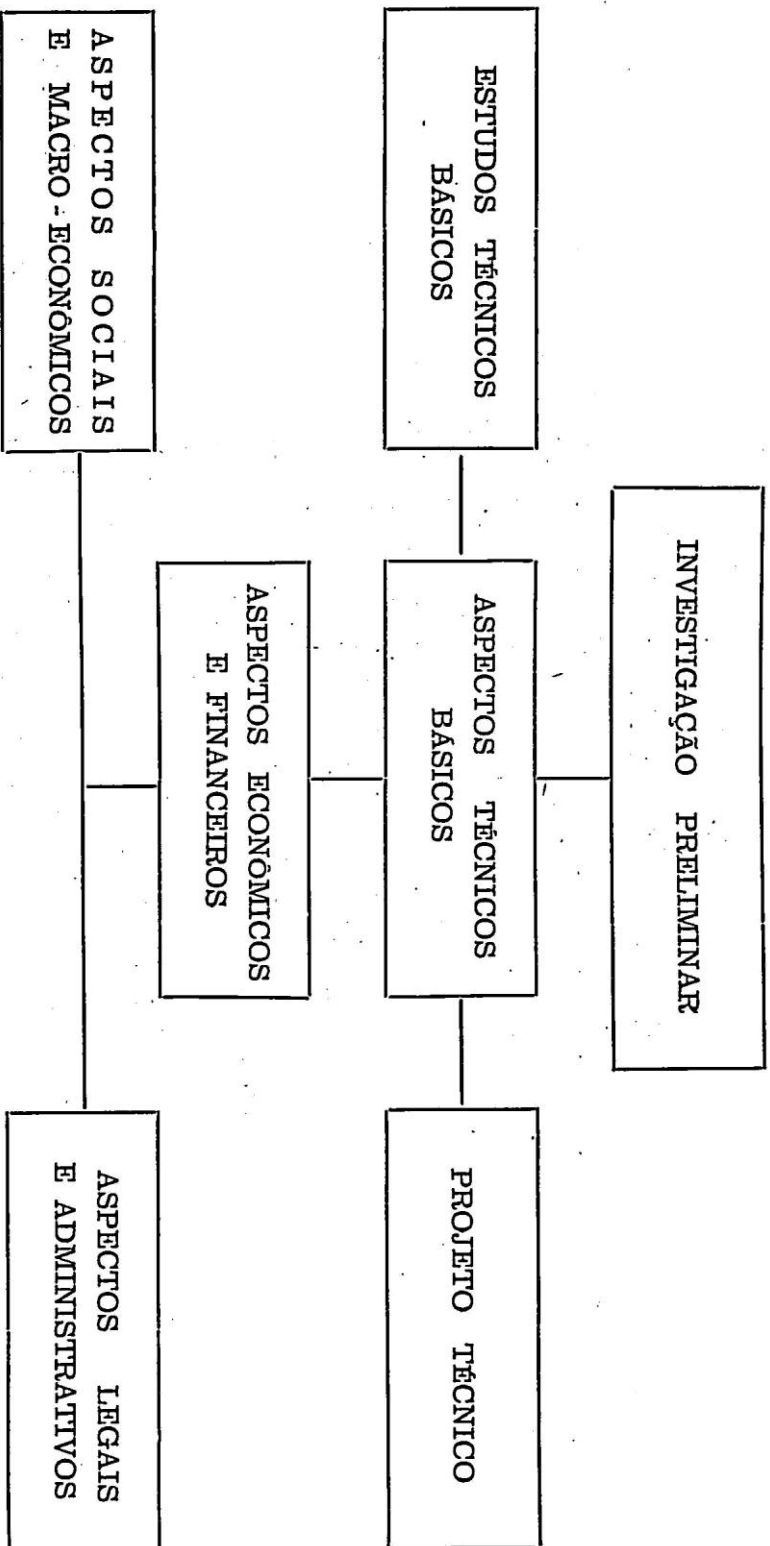 INVESTIGAÇÃO PRELIMINAR
ESTUDOS TÉCNICOS
BÁSICOS
ASPECTOS TÉCNICOS
BÁSICOS
PROJETO TÉCNICO
ASPECTOS ECONÔMICOS
E FINANCEIROS
ASPECTOS SOCIAIS
E MACRO-ECONÔMICOS
ASPECTOS LEGAIS
E ADMINISTRATIVOS